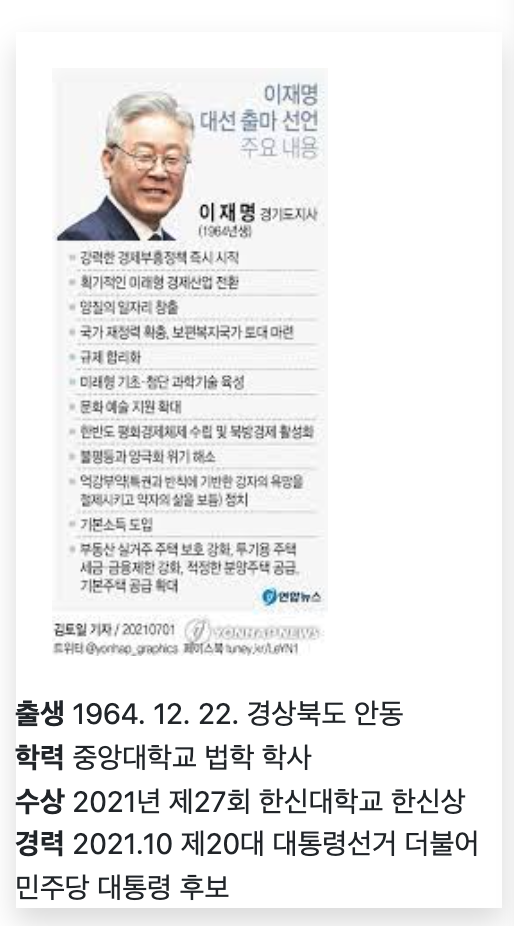 이재명
대선 출마 선언
주요 내용
이재명 경기도지사
(1964년생)
강력한 경제부흥정책 즉시 시작
획기적인 미래형 경제산업 전환
양질의 일자리 창출
국가 재정력 확충, 보편복지국가 토대 마련
규제 합리화
미래형 기초·첨단 과학기술 육성
문화 예술 지원 확대
한반도 평화경제체제 수립 및 북방경제 활성화
불평등과 양극화 위기 해소
억강부약(특권과 반칙에 기반한 강자의 욕망을
절제시키고 약자의 삶을 보듬) 정치
기본소득 도입
부동산 실거주 주택 보호 강화, 투기용 주택
세금·금융제한 강화, 적정한 분양주택 공급,
기본주택 공급 확대
연합뉴스
김토일 기자 / 20210701 YONHAPNEWS
트위터 @yonhap_graphics 페이스북 tuney.kr/LeYN1
출생 1964. 12. 22. 경상북도 안동
학력 중앙대학교 법학 학사
수상 2021년 제27회 한신대학교 한신상
경력 2021.10 제20대 대통령선거 더불어
민주당 대통령 후보